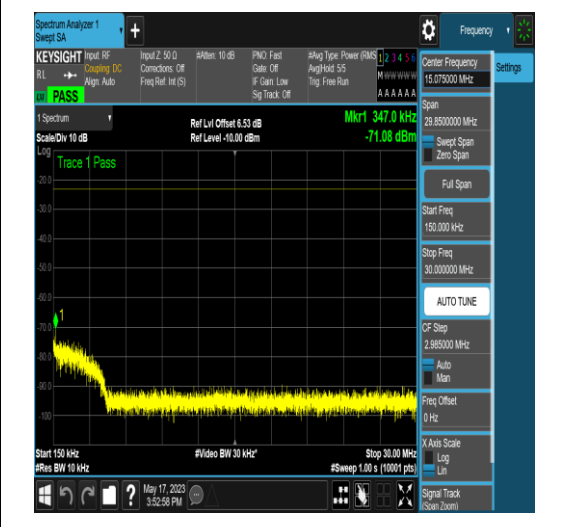 Spectrum Analyzer 1
Swept SA
Frequency
KEYSIGHT
RL
Input: RF
Coupling: DC
Align: Auto
Input Z: 50 Ω
Corrections: Off
Freq Ref: Int (S)
#Atten: 10 dB
PNO: Fast
Gate: Off
IF Gain: Low
Sig Track: Off
#Avg Type: Power (RMS
Avg|Hold: 5/5
Trig: Free Run
1 2 3 4 5 6
M w w w w w
A A A A A A
PASS
1 Spectrum
Scale/Div 10 dB
Ref Lvl Offset 6.53 dB
Ref Level -10.00 dBm
Mkr1 347.0 kHz
-71.08 dBm
Log
Trace 1 Pass
-20.0
-30.0
-40.0
-50.0
-60.0
-70.0
-80.0
-90.0
-100
1
Start 150 kHz
#Res BW 10 kHz
#Video BW 30 kHz*
Stop 30.00 MHz
#Sweep 1.00 s (10001 pts)
May 17, 2023
3:52:58 PM
?
Center Frequency
15.075000 MHz
Span
29.8500000 MHz
Swept Span
Zero Span
Full Span
Start Freq
150.000 kHz
Stop Freq
30.000000 MHz
AUTO TUNE
CF Step
2.985000 MHz
Auto
Man
Freq Offset
0 Hz
X Axis Scale
Log
Lin
Signal Track
(Span Zoom)
Settings